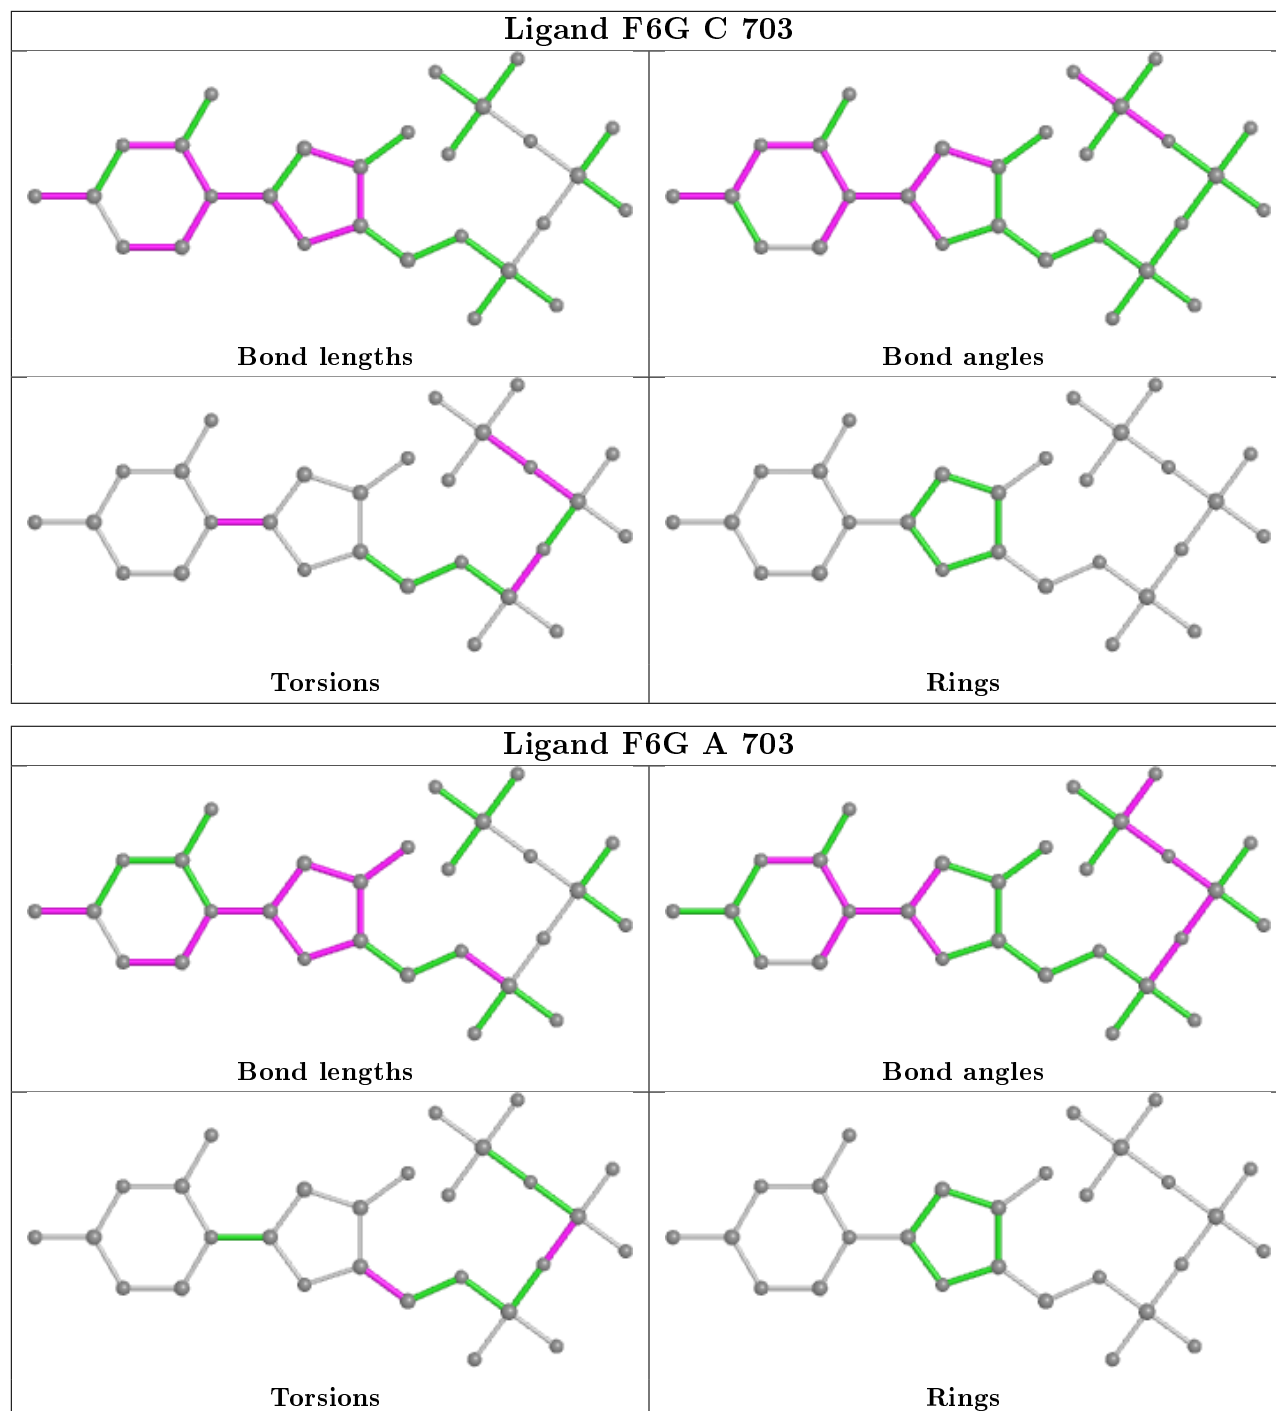 Ligand F6G C 703
Bond lengths
Bond angles
Torsions
Rings
Ligand F6G A 703
Bond lengths
Bond angles
Torsions
Rings